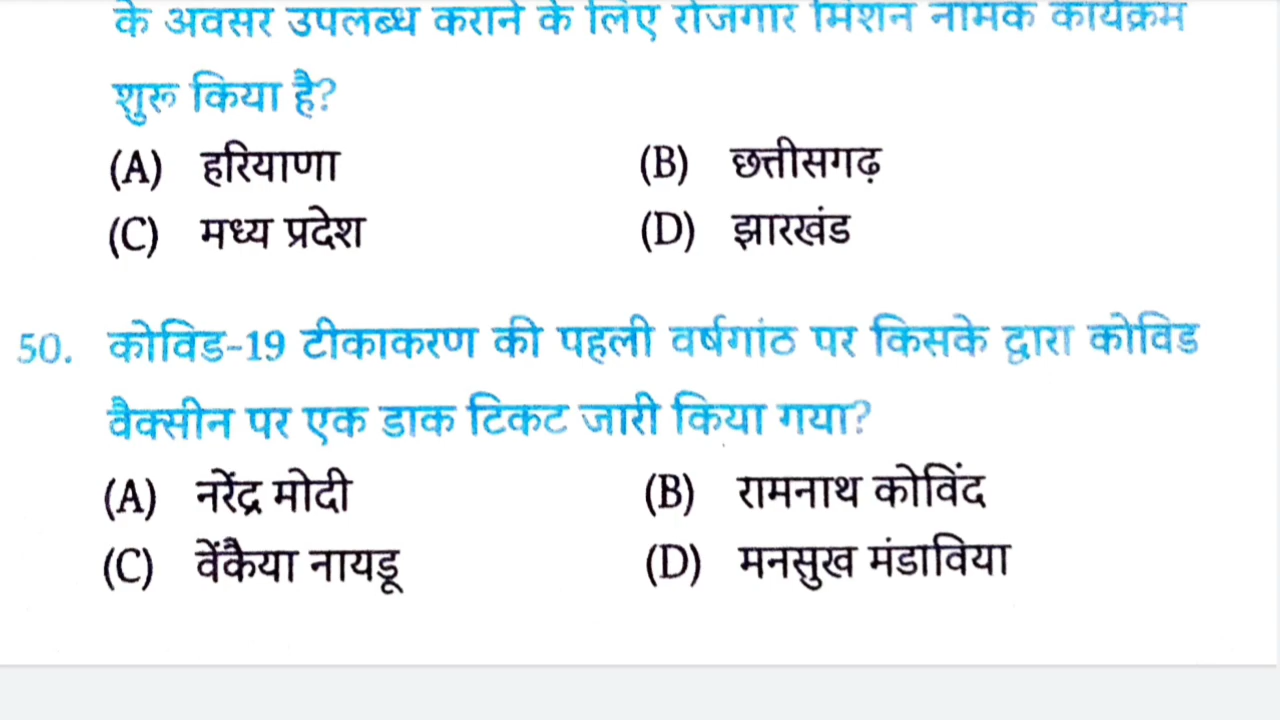 के अवसर उपलब्ध कराने के लिए रोजगार मिशन नामक कार्यक्रम
शुरू किया है?
(A) हरियाणा (B) छत्तीसगढ़
(C) मध्य प्रदेश (D) झारखंड
50. कोविड-19 टीकाकरण की पहली वर्षगांठ पर किसके द्वारा कोविड
वैक्सीन पर एक डाक टिकट जारी किया गया?
(A) नरेंद्र मोदी (B) रामनाथ कोविंद
(C) वेंकैया नायडू (D) मनसुख मंडाविया